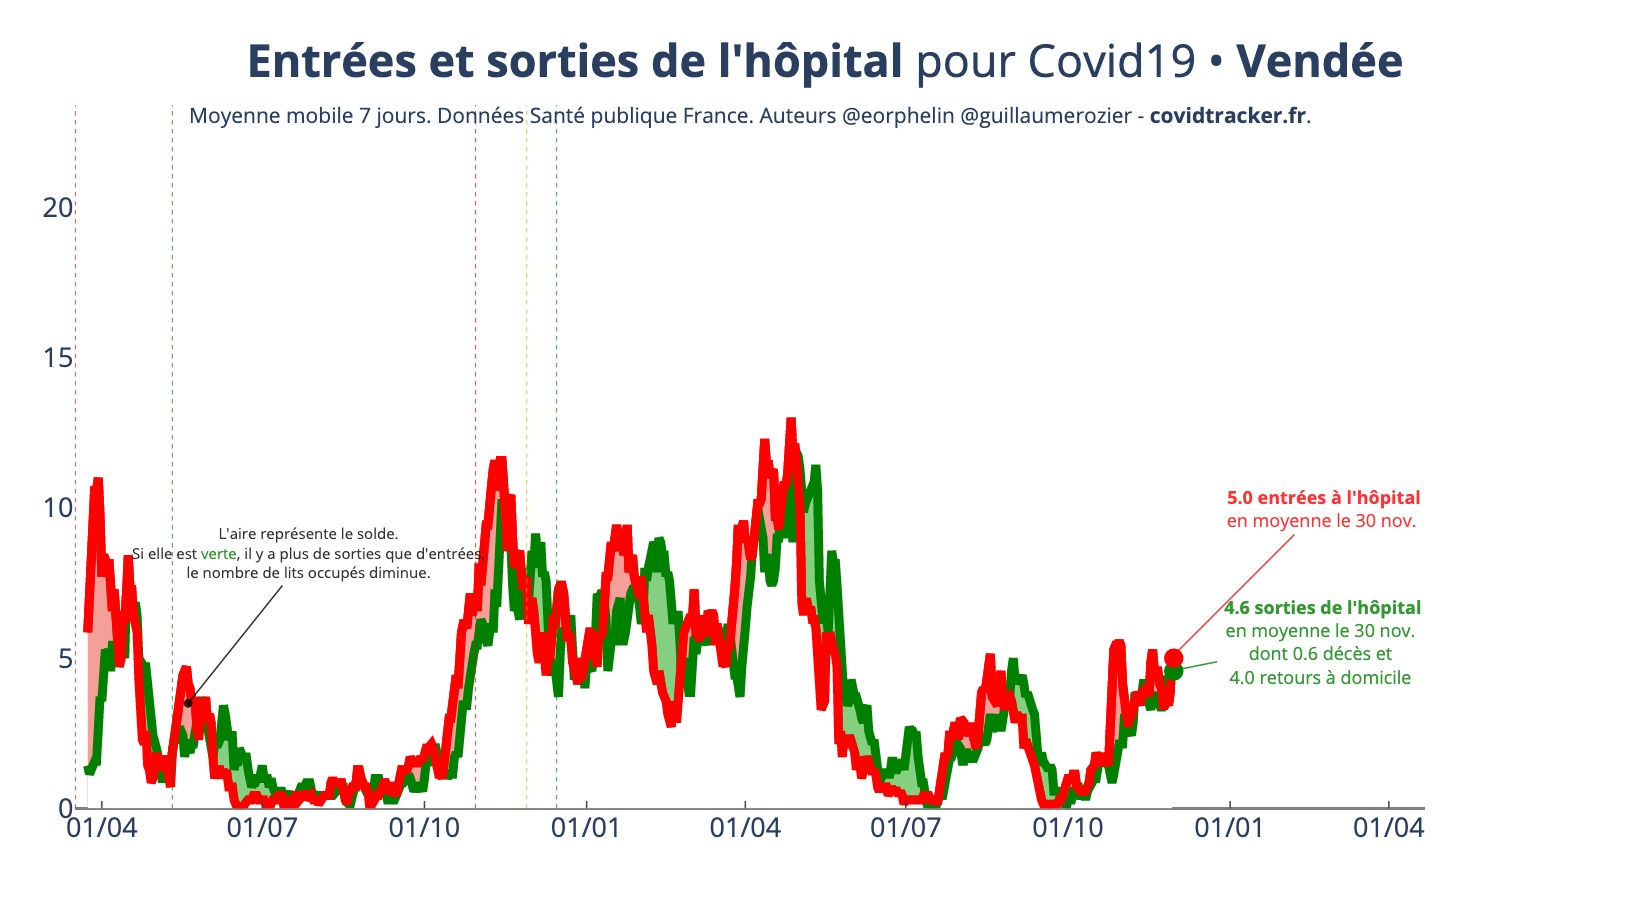 Entrées et sorties de l'hôpital pour Covid19 • Vendée
Moyenne mobile 7 jours. Données Santé publique France. Auteurs @eorphelin @guillaumerozier - covidtracker.fr.
20
15
10
5
0
L'aire représente le solde.
Si elle est verte, il y a plus de sorties que d'entrées,
le nombre de lits occupés diminue.
5.0 entrées à l'hôpital
en moyenne le 30 nov.
4.6 sorties de l'hôpital
en moyenne le 30 nov.
dont 0.6 décès et
4.0 retours à domicile
01/04 01/07 01/10 01/01 01/04 01/07 01/10 01/01 01/04